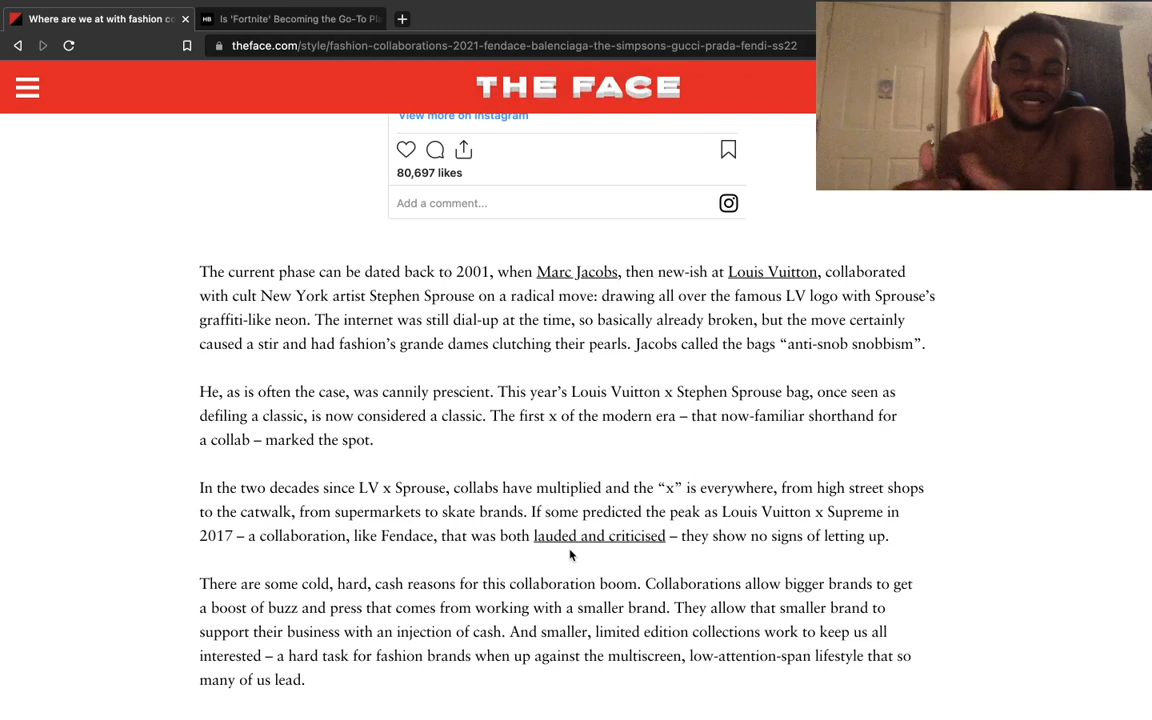 Where are we at with fashion co
Is 'Fortnite' Becoming the Go-To Pla
theface.com/style/fashion-collaborations-2021-fendace-balenciaga-the-simpsons-gucci-prada-fendi-ss22
THE FACE
View more on Instagram
80,697 likes
Add a comment...
The current phase can be dated back to 2001, when Marc Jacobs, then new-ish at Louis Vuitton, collaborated
with cult New York artist Stephen Sprouse on a radical move: drawing all over the famous LV logo with Sprouse’s
graffiti-like neon. The internet was still dial-up at the time, so basically already broken, but the move certainly
caused a stir and had fashion’s grande dames clutching their pearls. Jacobs called the bags “anti-snob snobbism”.
He, as is often the case, was cannily prescient. This year’s Louis Vuitton x Stephen Sprouse bag, once seen as
defiling a classic, is now considered a classic. The first x of the modern era – that now-familiar shorthand for
a collab – marked the spot.
In the two decades since LV x Sprouse, collabs have multiplied and the “x” is everywhere, from high street shops
to the catwalk, from supermarkets to skate brands. If some predicted the peak as Louis Vuitton x Supreme in
2017 – a collaboration, like Fendace, that was both lauded and criticised – they show no signs of letting up.
There are some cold, hard, cash reasons for this collaboration boom. Collaborations allow bigger brands to get
a boost of buzz and press that comes from working with a smaller brand. They allow that smaller brand to
support their business with an injection of cash. And smaller, limited edition collections work to keep us all
interested – a hard task for fashion brands when up against the multiscreen, low-attention-span lifestyle that so
many of us lead.